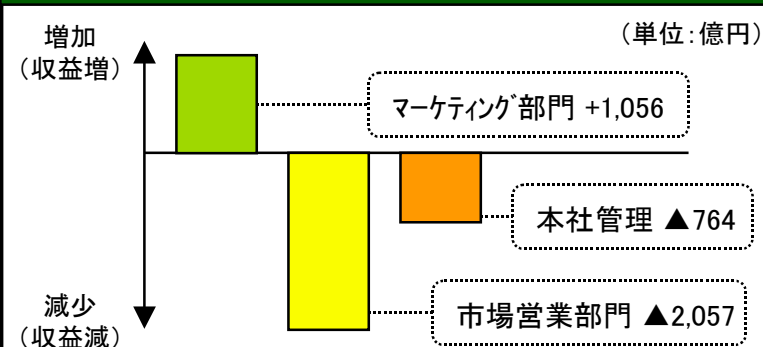 増加
（収益増）
（単位：億円）
ﾏｰｹﾃｨﾝｸﾞ部門 +1,056
本社管理 ▲764
市場営業部門 ▲2,057
減少
（収益減）